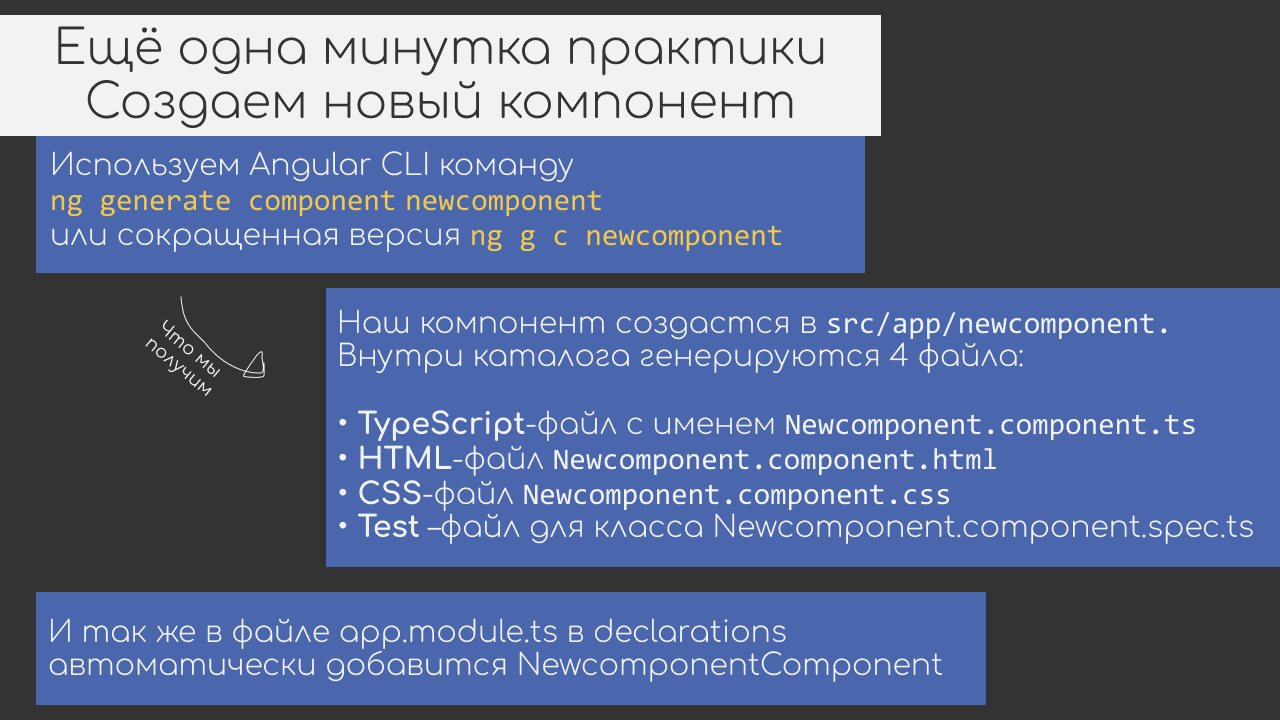 Ещё одна минутка практики
Создаем новый компонент
Используем Angular CLI команду
ng generate component newcomponent
или сокращенная версия ng g c newcomponent
Что мы
получим
Наш компонент создастся в src/app/newcomponent.
Внутри каталога генерируются 4 файла:
• TypeScript-файл с именем Newcomponent.component.ts
• HTML-файл Newcomponent.component.html
• CSS-файл Newcomponent.component.css
• Test –файл для класса Newcomponent.component.spec.ts
И так же в файле app.module.ts в declarations
автоматически добавится NewcomponentComponent